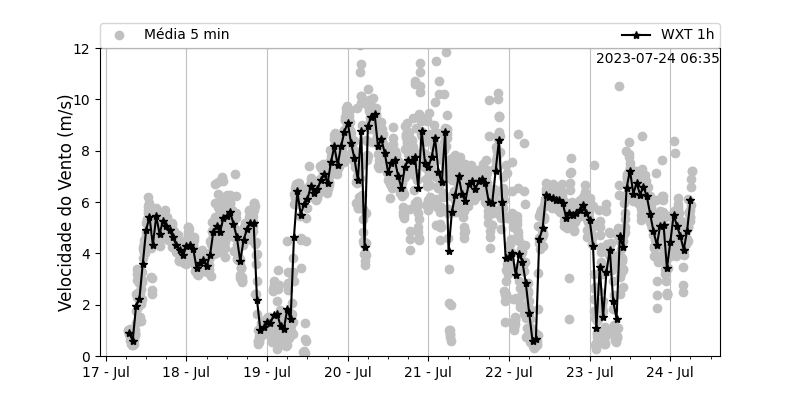 Média 5 min
WXT 1h
2023-07-24 06:35
Velocidade do Vento (m/s)
12
10
8
6
4
2
0
17 - Jul
18 - Jul
19 - Jul
20 - Jul
21 - Jul
22 - Jul
23 - Jul
24 - Jul